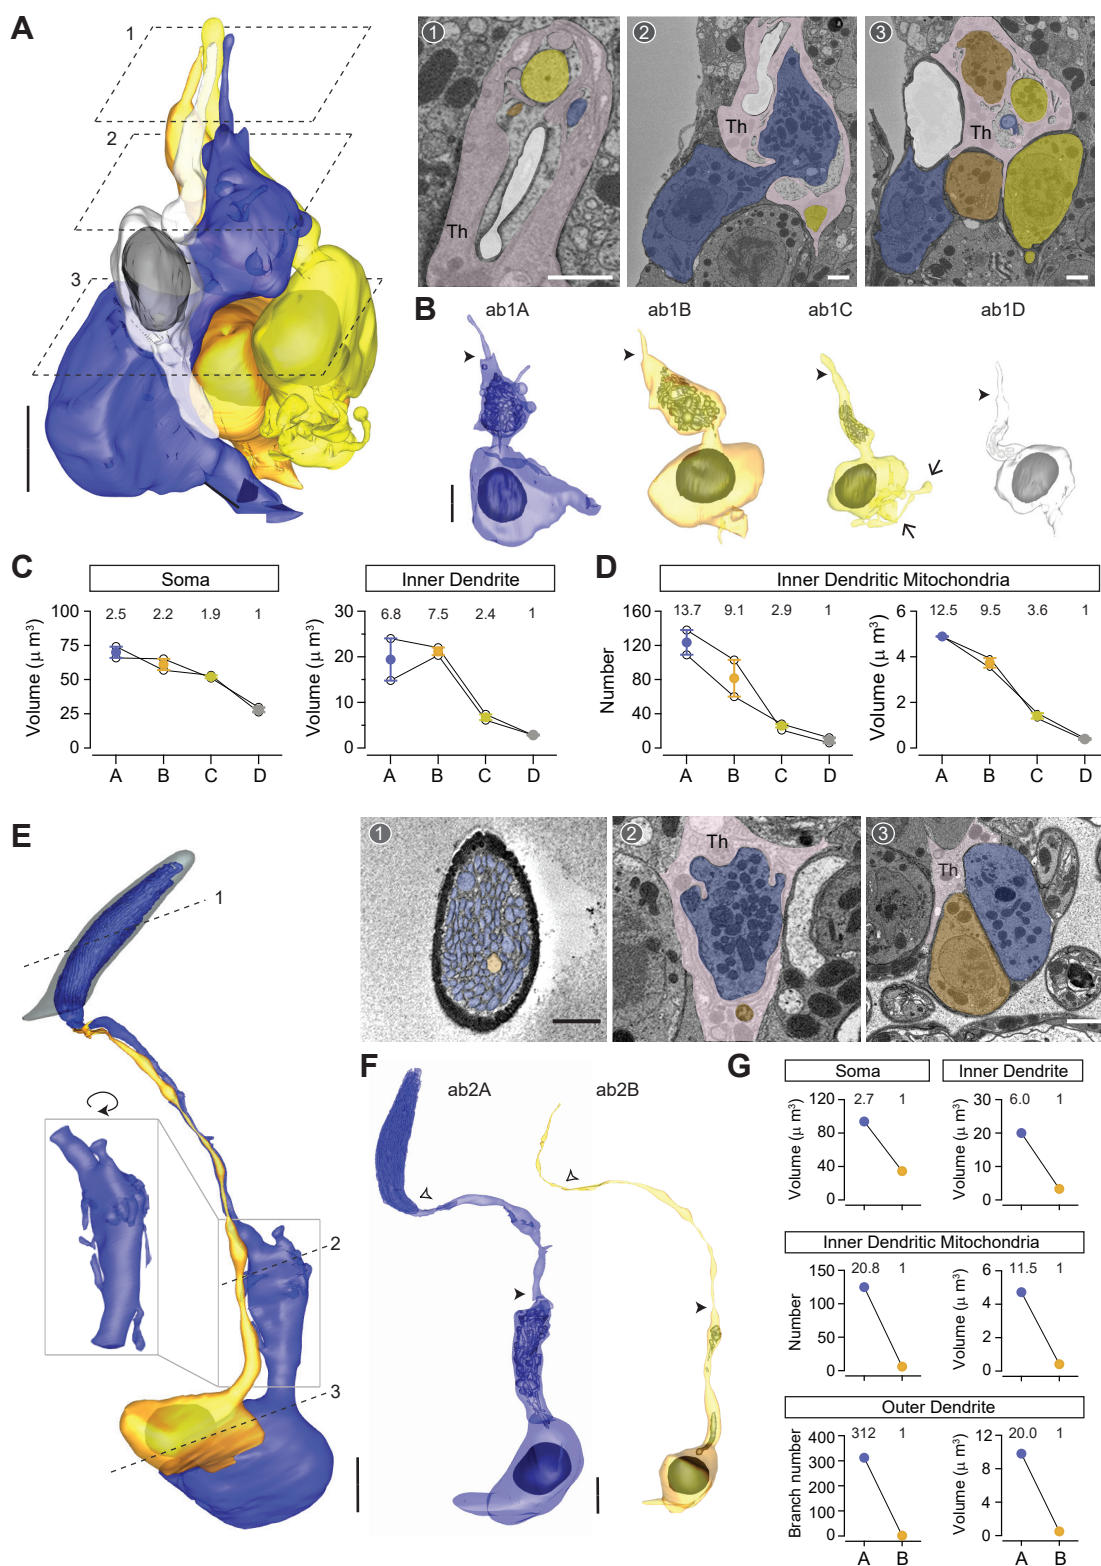 A
1
2
3
1
Th
2
Th
3
Th
B
ab1A
ab1B
ab1C
ab1D
C
Soma
2.5 2.2 1.9 1
Volume (μ m³)
100
75
50
25
0
A B C D
Inner Dendrite
6.8 7.5 2.4 1
Volume (μ m³)
30
20
10
0
A B C D
D
Inner Dendritic Mitochondria
13.7 9.1 2.9 1
Number
160
120
80
40
0
A B C D
12.5 9.5 3.6 1
Volume (μ m³)
6
4
2
0
A B C D
E
1
2
3
1
2
Th
3
Th
F
ab2A
ab2B
G
Soma
2.7 1
Volume (μ m³)
120
80
40
0
Inner Dendrite
6.0 1
Volume (μ m³)
30
20
10
0
Inner Dendritic Mitochondria
20.8 1
Number
150
100
50
0
11.5 1
Volume (μ m³)
6
4
2
0
Outer Dendrite
312 1
Branch number
400
300
200
100
0
A B
20.0 1
Volume (μ m³)
12
8
4
0
A B